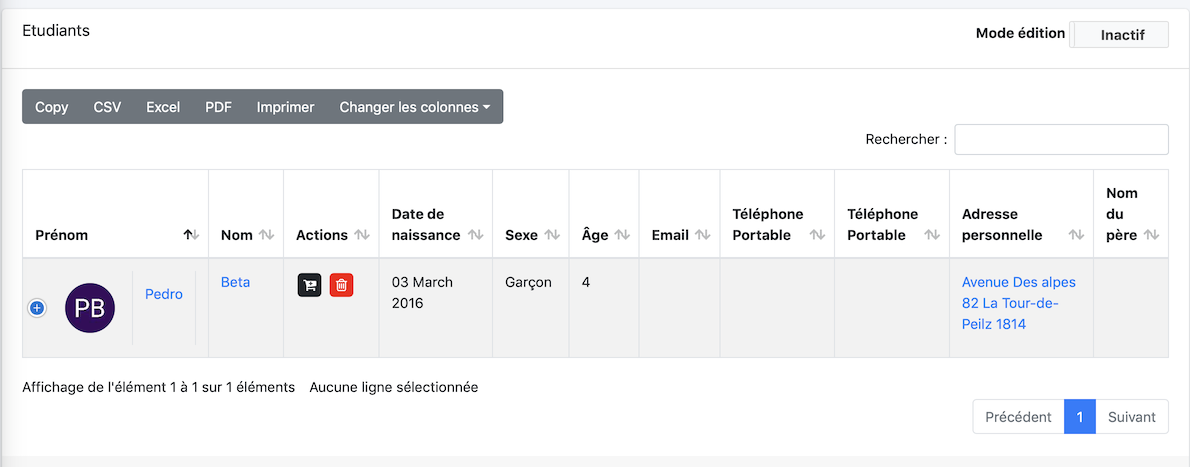 Etudiants
Mode édition Inactif
Copy CSV Excel PDF Imprimer Changer les colonnes
Rechercher :
Prénom Nom Actions Date de naissance Sexe Âge Email Téléphone Portable Téléphone Portable Adresse personnelle Nom du père
PB Pedro Beta 03 March 2016 Garçon 4 Avenue Des alpes 82 La Tour-de-Peilz 1814
Affichage de l'élément 1 à 1 sur 1 éléments Aucune ligne sélectionnée
Précédent 1 Suivant